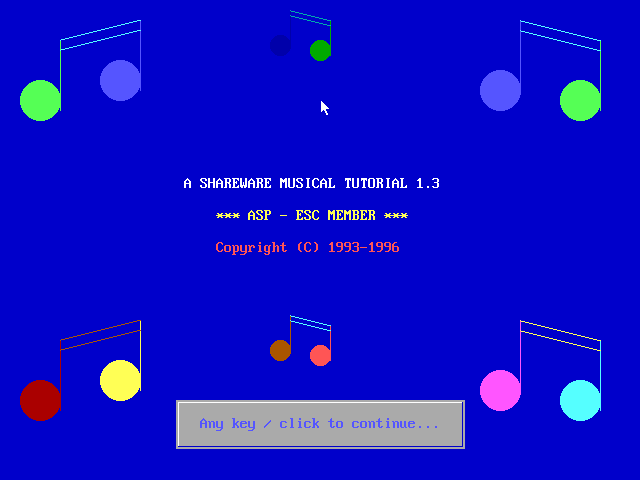 A SHAREWARE MUSICAL TUTORIAL 1.3
*** ASP - ESC MEMBER ***
Copyright (C) 1993-1996
Any key / click to continue...